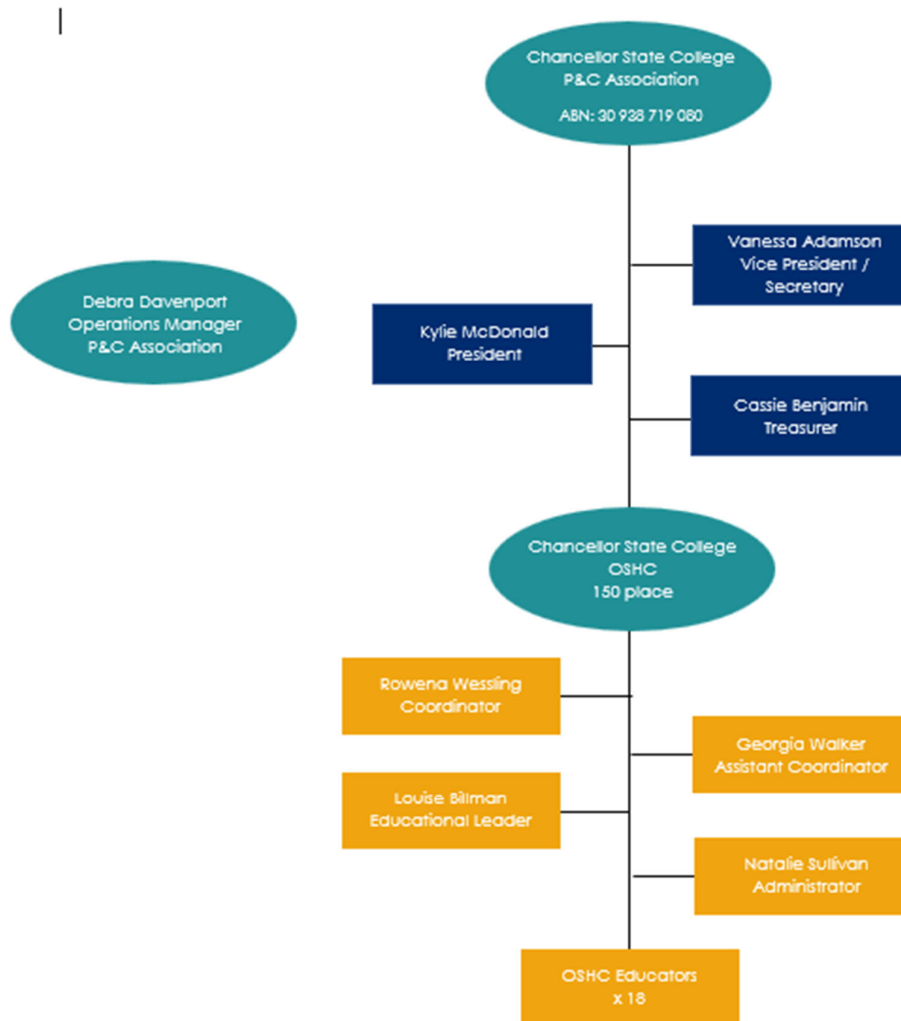 Chancellor State College
P&C Association
ABN: 30 938 719 080
Vanessa Adamson
Vice President /
Secretary
Debra Davenport
Operations Manager
P&C Association
Kylie McDonald
President
Cassie Benjamin
Treasurer
Chancellor State College
OSHC
150 place
Rowena Wessling
Coordinator
Georgia Walker
Assistant Coordinator
Louise Billman
Educational Leader
Natalie Sullivan
Administrator
OSHC Educators
x 18